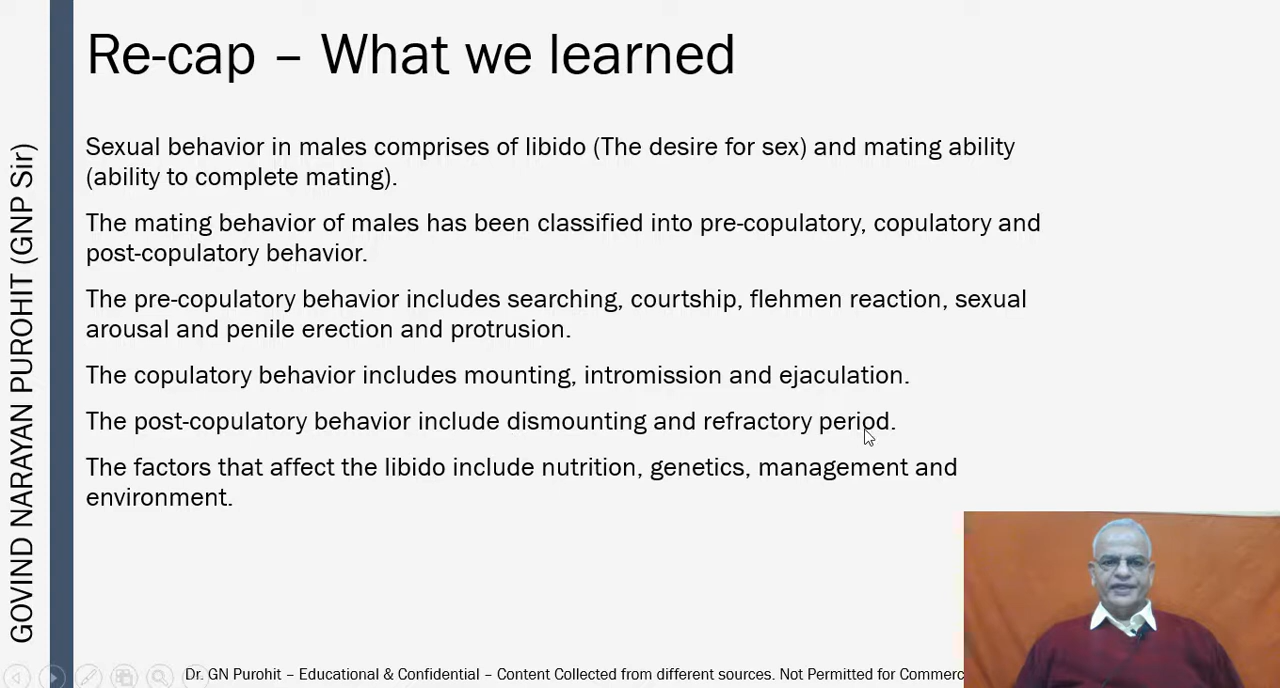 Re-cap – What we learned
Sexual behavior in males comprises of libido (The desire for sex) and mating ability
(ability to complete mating).
The mating behavior of males has been classified into pre-copulatory, copulatory and
post-copulatory behavior.
The pre-copulatory behavior includes searching, courtship, flehmen reaction, sexual
arousal and penile erection and protrusion.
The copulatory behavior includes mounting, intromission and ejaculation.
The post-copulatory behavior include dismounting and refractory period.
The factors that affect the libido include nutrition, genetics, management and
environment.
GOVIND NARAYAN PUROHIT (GNP Sir)
Dr. GN Purohit – Educational & Confidential – Content Collected from different sources. Not Permitted for Commerc